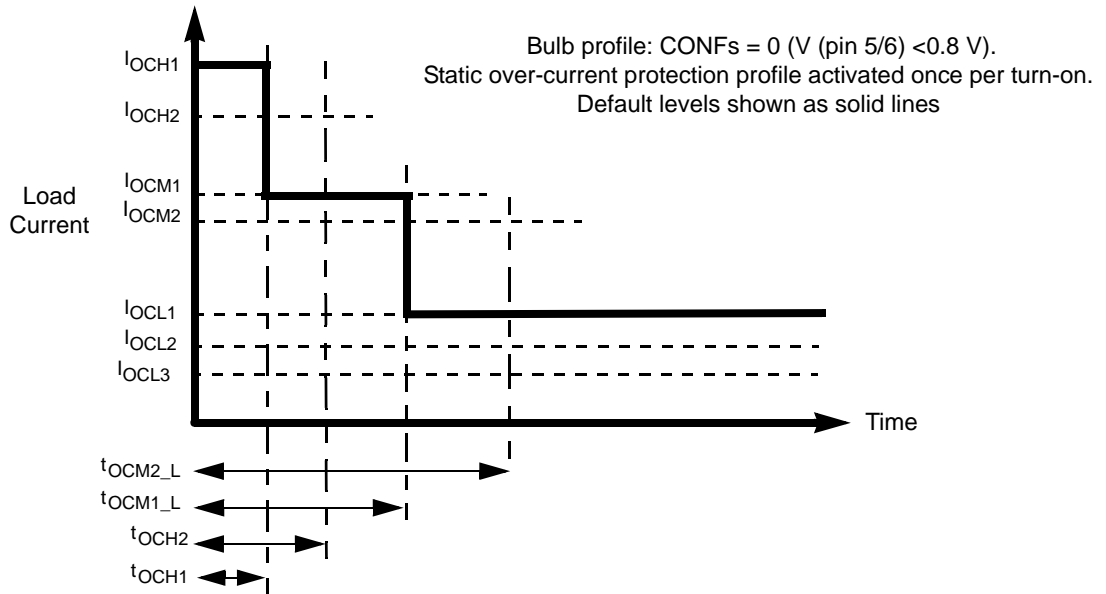 Bulb profile: CONFs = 0 (V (pin 5/6) <0.8 V).
Static over-current protection profile activated once per turn-on.
Default levels shown as solid lines
IOCH1
IOCH2
Load
Current
IOCM1
IOCM2
IOCL1
IOCL2
IOCL3
Time
tOCM2_L
tOCM1_L
tOCH2
tOCH1